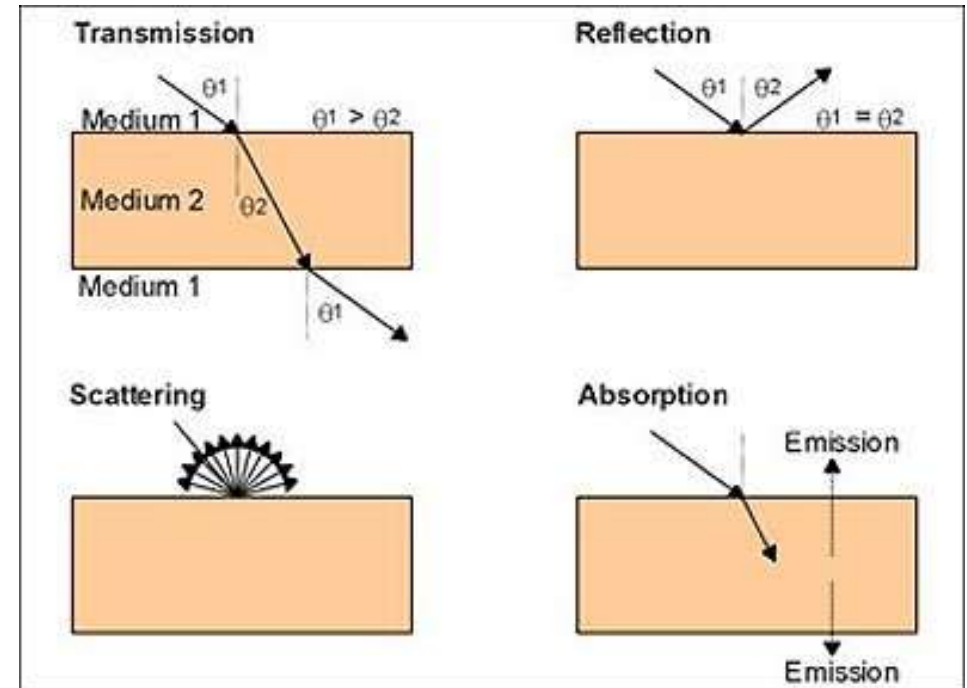 Transmission
θ1
Medium 1
θ1 > θ2
Medium 2
θ2
Medium 1
θ1
Reflection
θ1 θ2
θ1 = θ2
Scattering
Absorption
Emission
Emission